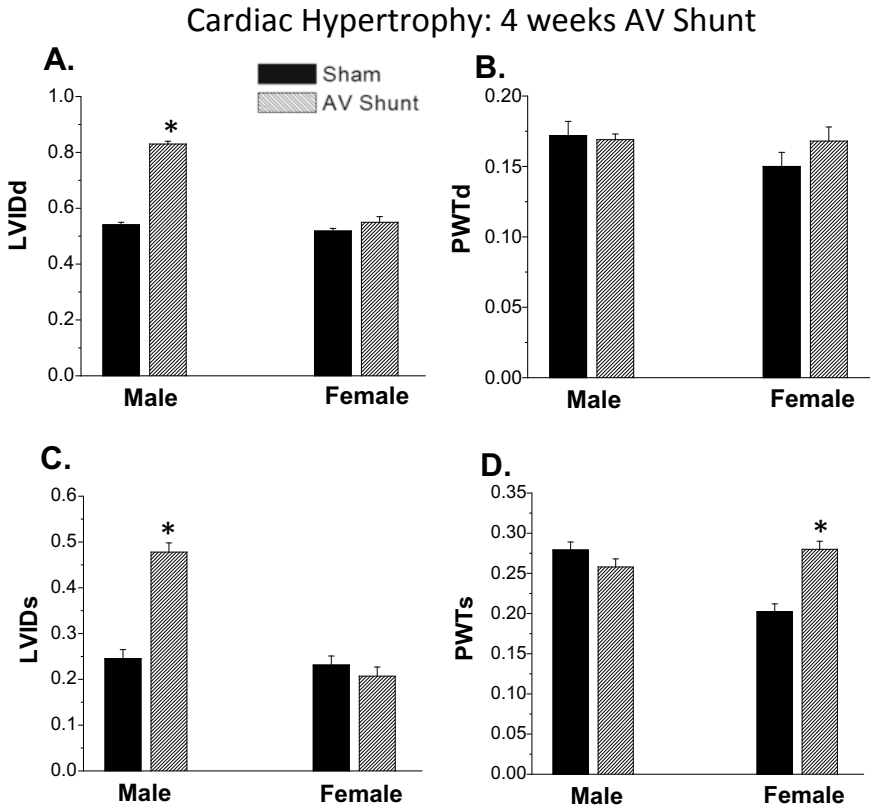 Cardiac Hypertrophy: 4 weeks AV Shunt
A.
Sham
AV Shunt
LVIDd
1.0
0.8
0.6
0.4
0.2
0.0
*
Male
Female
B.
PWTd
0.20
0.15
0.10
0.05
0.00
Male
Female
C.
LVIDs
0.6
0.5
0.4
0.3
0.2
0.1
0.0
*
Male
Female
D.
PWTs
0.35
0.30
0.25
0.20
0.15
0.10
0.05
0.00
*
Male
Female